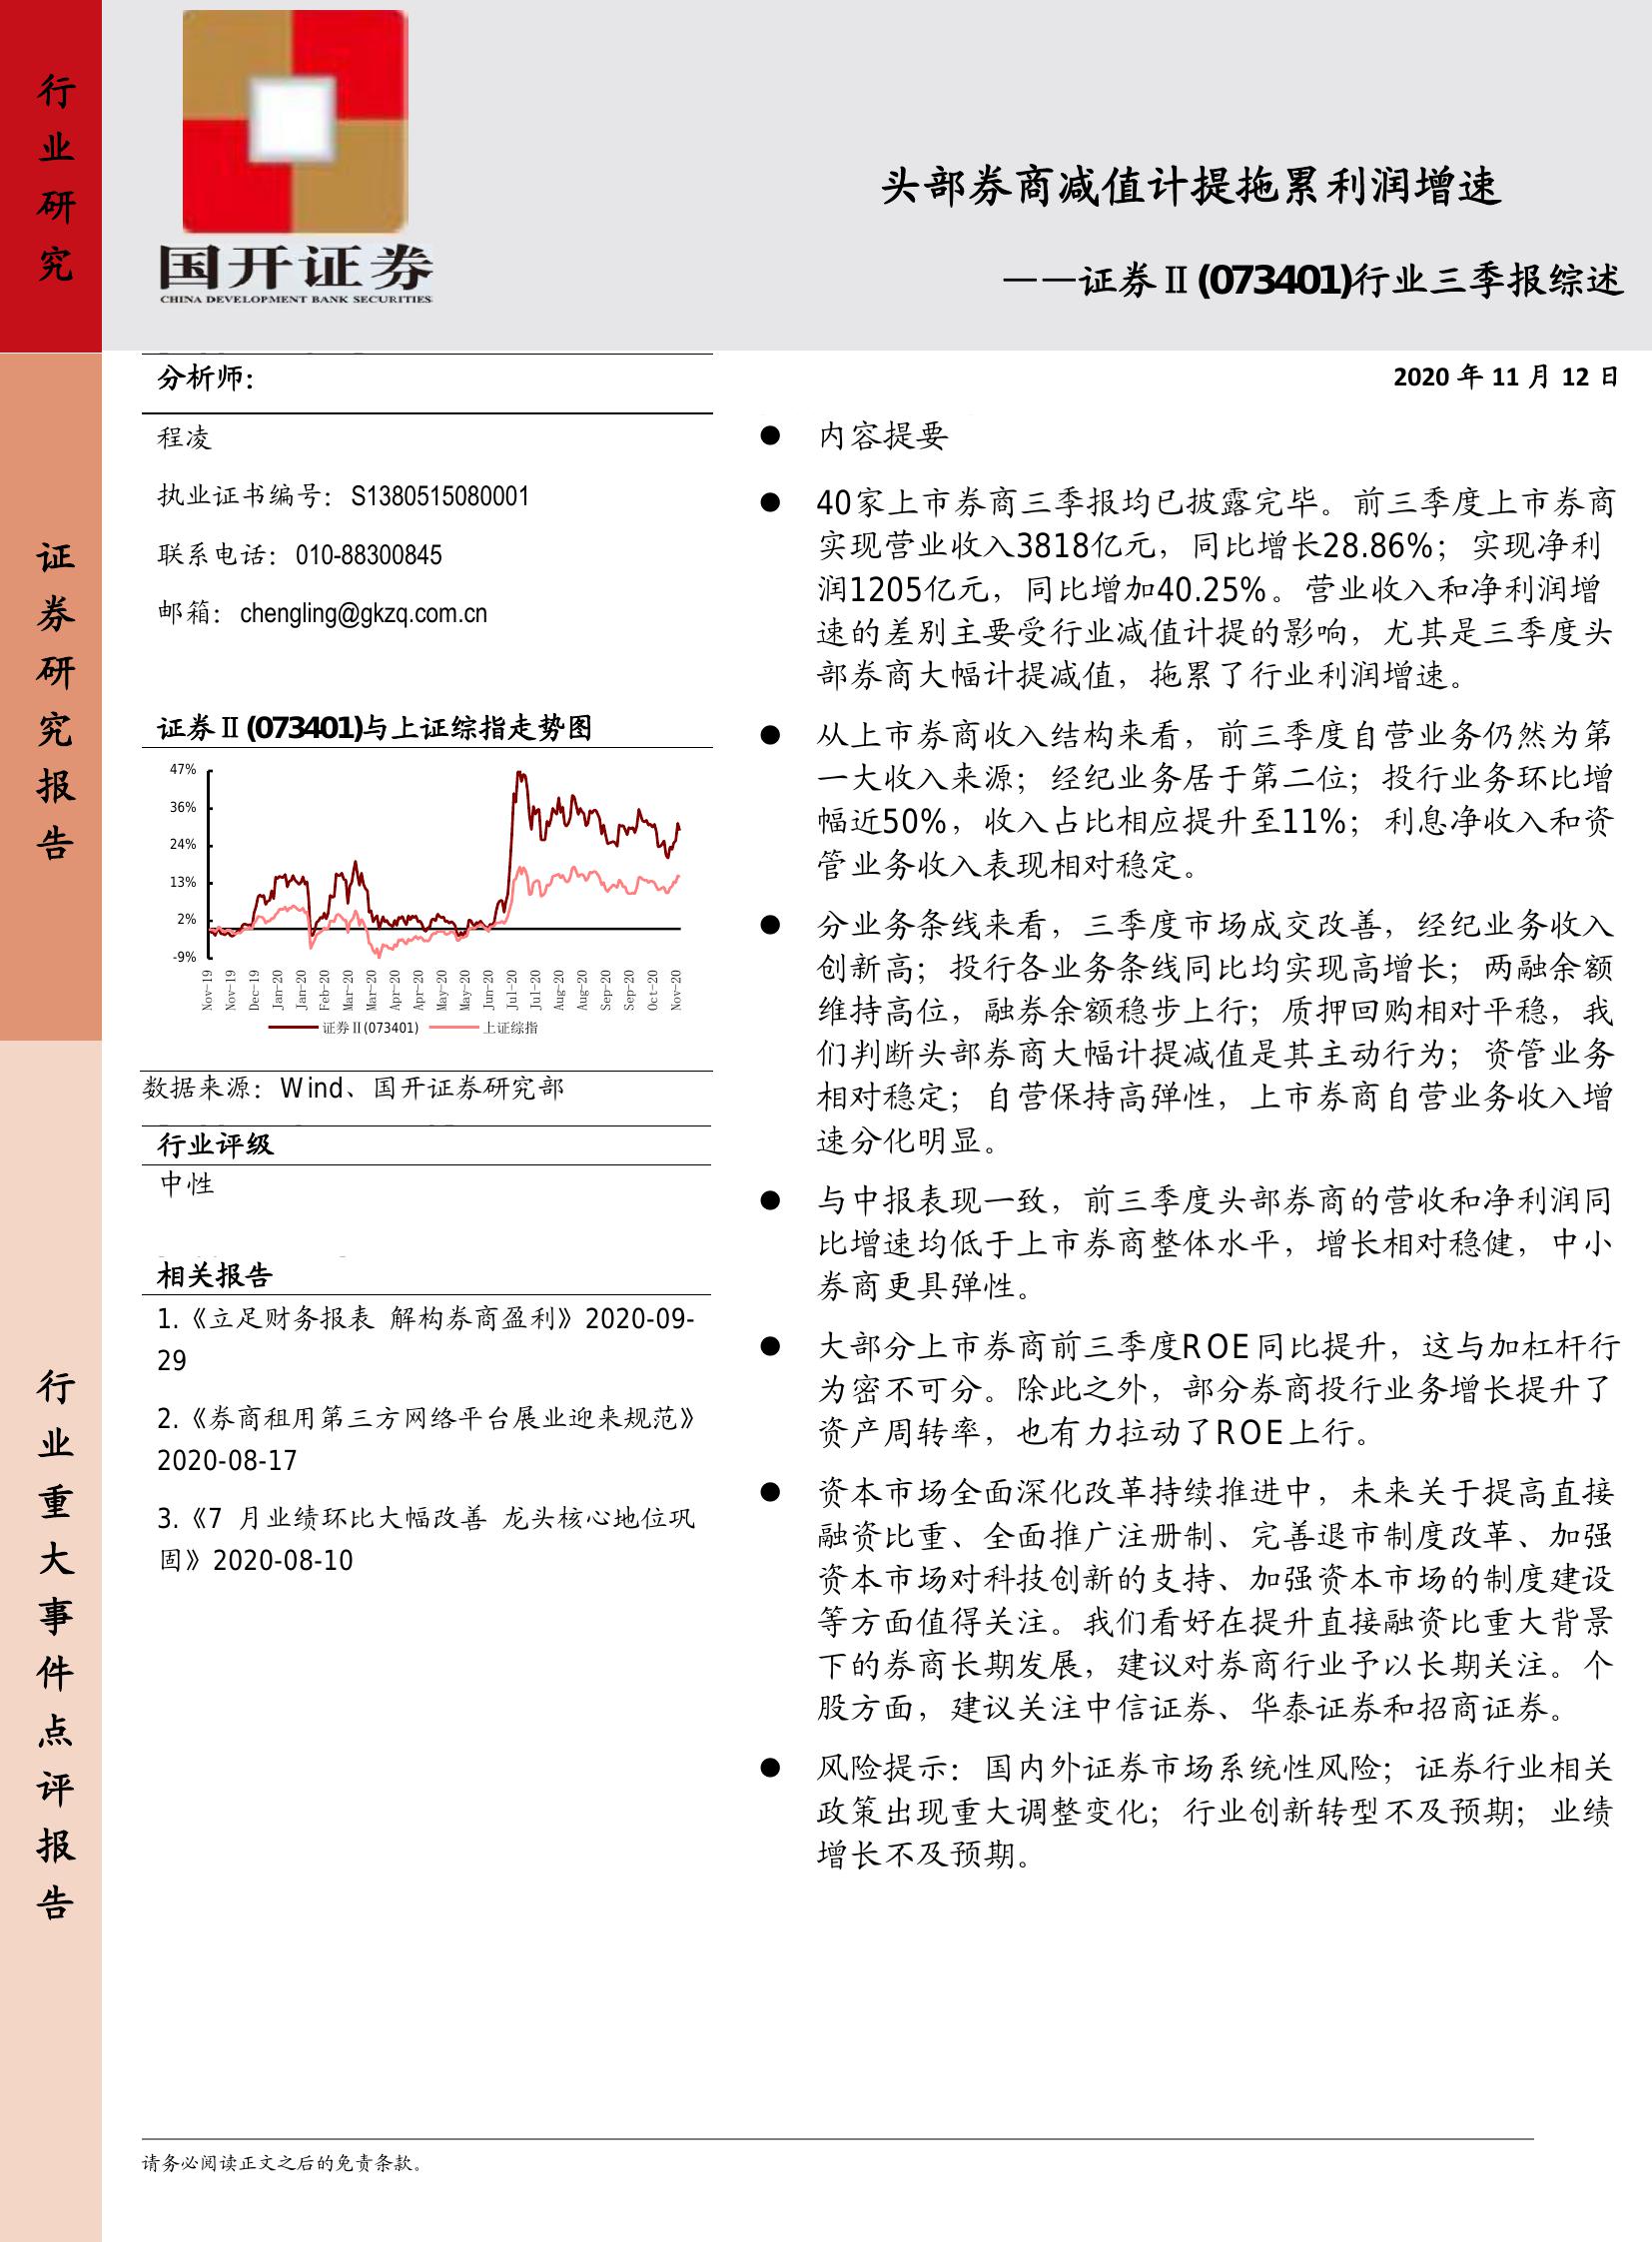 行业研究
证券研究报告
行业重大事件点评报告
国开证券
CHINA DEVELOPMENT BANK SECURITIES
头部券商减值计提拖累利润增速
——证券Ⅱ(073401)行业三季报综述
分析师：
程凌
执业证书编号：S1380515080001
联系电话：010-88300845
邮箱：chengling@gkzq.com.cn
证券Ⅱ(073401)与上证综指走势图
47%
36%
24%
13%
2%
-9%
Nov-19
Nov-19
Dec-19
Jan-20
Jan-20
Feb-20
Mar-20
Mar-20
Apr-20
Apr-20
May-20
May-20
Jun-20
Jul-20
Jul-20
Aug-20
Aug-20
Sep-20
Sep-20
Oct-20
Nov-20
证券Ⅱ(073401) 上证综指
数据来源：Wind、国开证券研究部
行业评级
中性
相关报告
1.《立足财务报表 解构券商盈利》2020-09-
29
2.《券商租用第三方网络平台展业迎来规范》
2020-08-17
3.《7 月业绩环比大幅改善 龙头核心地位巩
固》2020-08-10
2020 年 11 月 12 日
● 内容提要
● 40家上市券商三季报均已披露完毕。前三季度上市券商
实现营业收入3818亿元，同比增长28.86%；实现净利
润1205亿元，同比增加40.25%。营业收入和净利润增
速的差别主要受行业减值计提的影响，尤其是三季度头
部券商大幅计提减值，拖累了行业利润增速。
● 从上市券商收入结构来看，前三季度自营业务仍然为第
一大收入来源；经纪业务居于第二位；投行业务环比增
幅近50%，收入占比相应提升至11%；利息净收入和资
管业务收入表现相对稳定。
● 分业务条线来看，三季度市场成交改善，经纪业务收入
创新高；投行各业务条线同比均实现高增长；两融余额
维持高位，融券余额稳步上行；质押回购相对平稳，我
们判断头部券商大幅计提减值是其主动行为；资管业务
相对稳定；自营保持高弹性，上市券商自营业务收入增
速分化明显。
● 与中报表现一致，前三季度头部券商的营收和净利润同
比增速均低于上市券商整体水平，增长相对稳健，中小
券商更具弹性。
● 大部分上市券商前三季度ROE同比提升，这与加杠杆行
为密不可分。除此之外，部分券商投行业务增长提升了
资产周转率，也有力拉动了ROE上行。
● 资本市场全面深化改革持续推进中，未来关于提高直接
融资比重、全面推广注册制、完善退市制度改革、加强
资本市场对科技创新的支持、加强资本市场的制度建设
等方面值得关注。我们看好在提升直接融资比重大背景
下的券商长期发展，建议对券商行业予以长期关注。个
股方面，建议关注中信证券、华泰证券和招商证券。
● 风险提示：国内外证券市场系统性风险；证券行业相关
政策出现重大调整变化；行业创新转型不及预期；业绩
增长不及预期。
请务必阅读正文之后的免责条款。